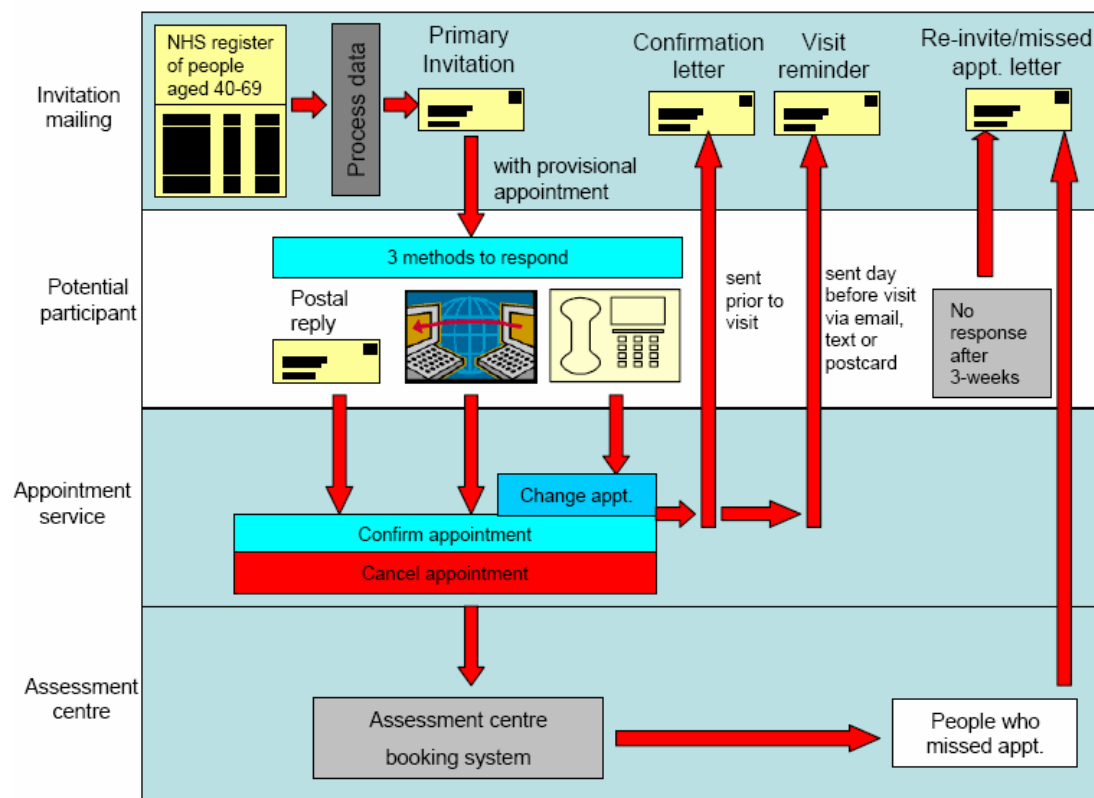 NHS register
of people
aged 40-69
Process data
Primary
Invitation
Confirmation
letter
Visit
reminder
Re-invite/missed
appt. letter
Invitation
mailing
with provisional
appointment
3 methods to respond
Potential
participant
Postal
reply
sent
prior to
visit
sent day
before visit
via email,
text or
postcard
No
response
after
3-weeks
Appointment
service
Change appt.
Confirm appointment
Cancel appointment
Assessment
centre
Assessment centre
booking system
People who
missed appt.